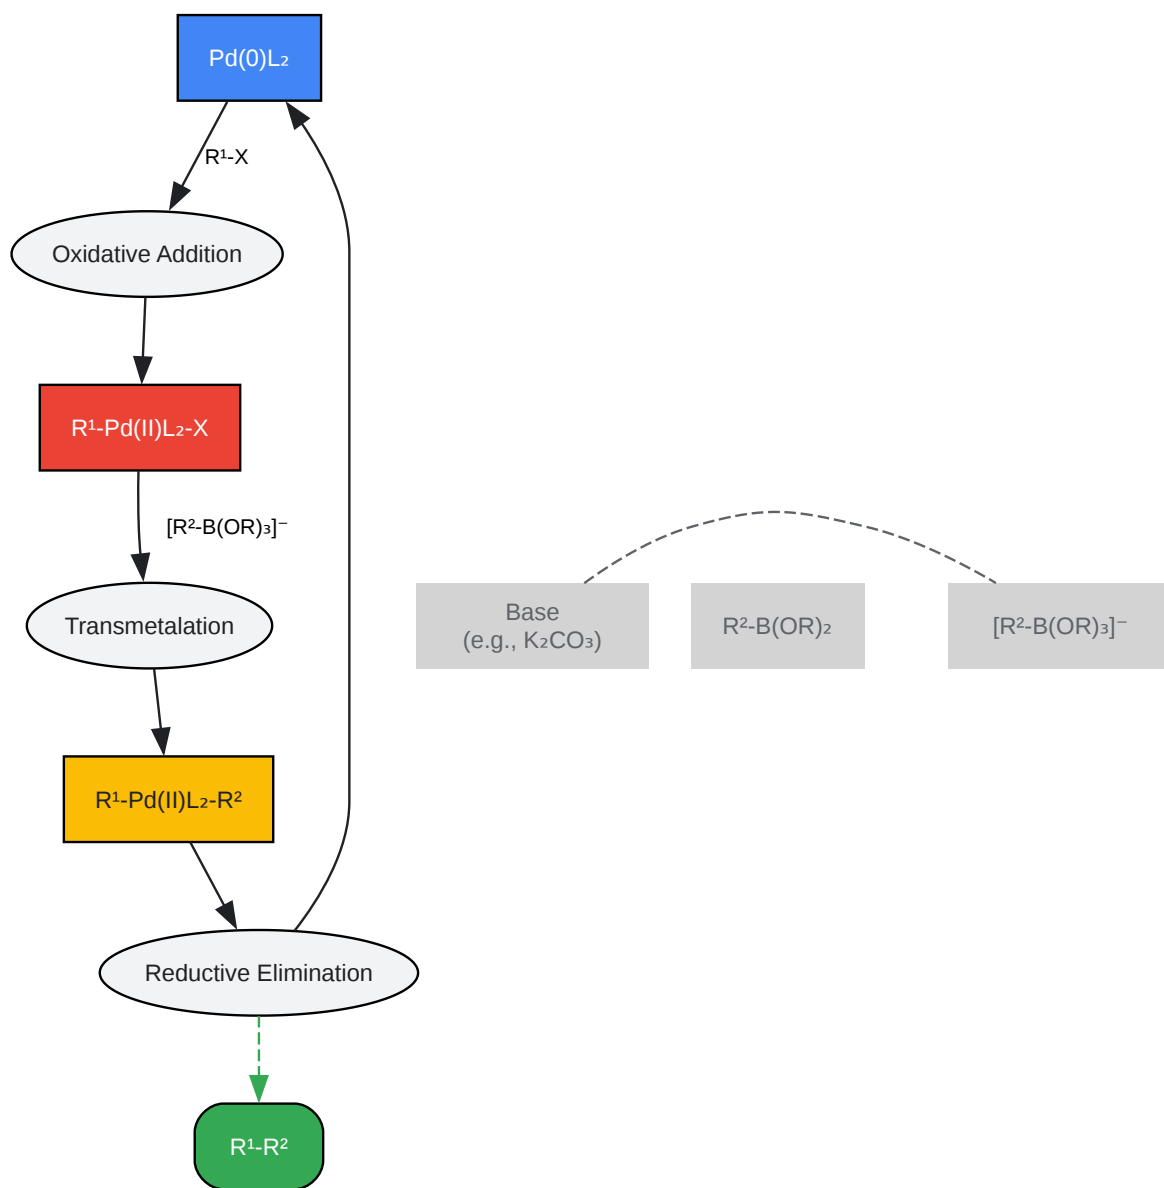 Pd(0)L₂
R¹-X
Oxidative Addition
R¹-Pd(II)L₂-X
[R²-B(OR)₃]⁻
Transmetalation
Base
(e.g., K₂CO₃)
R²-B(OR)₂
[R²-B(OR)₃]⁻
R¹-Pd(II)L₂-R²
Reductive Elimination
R¹-R²